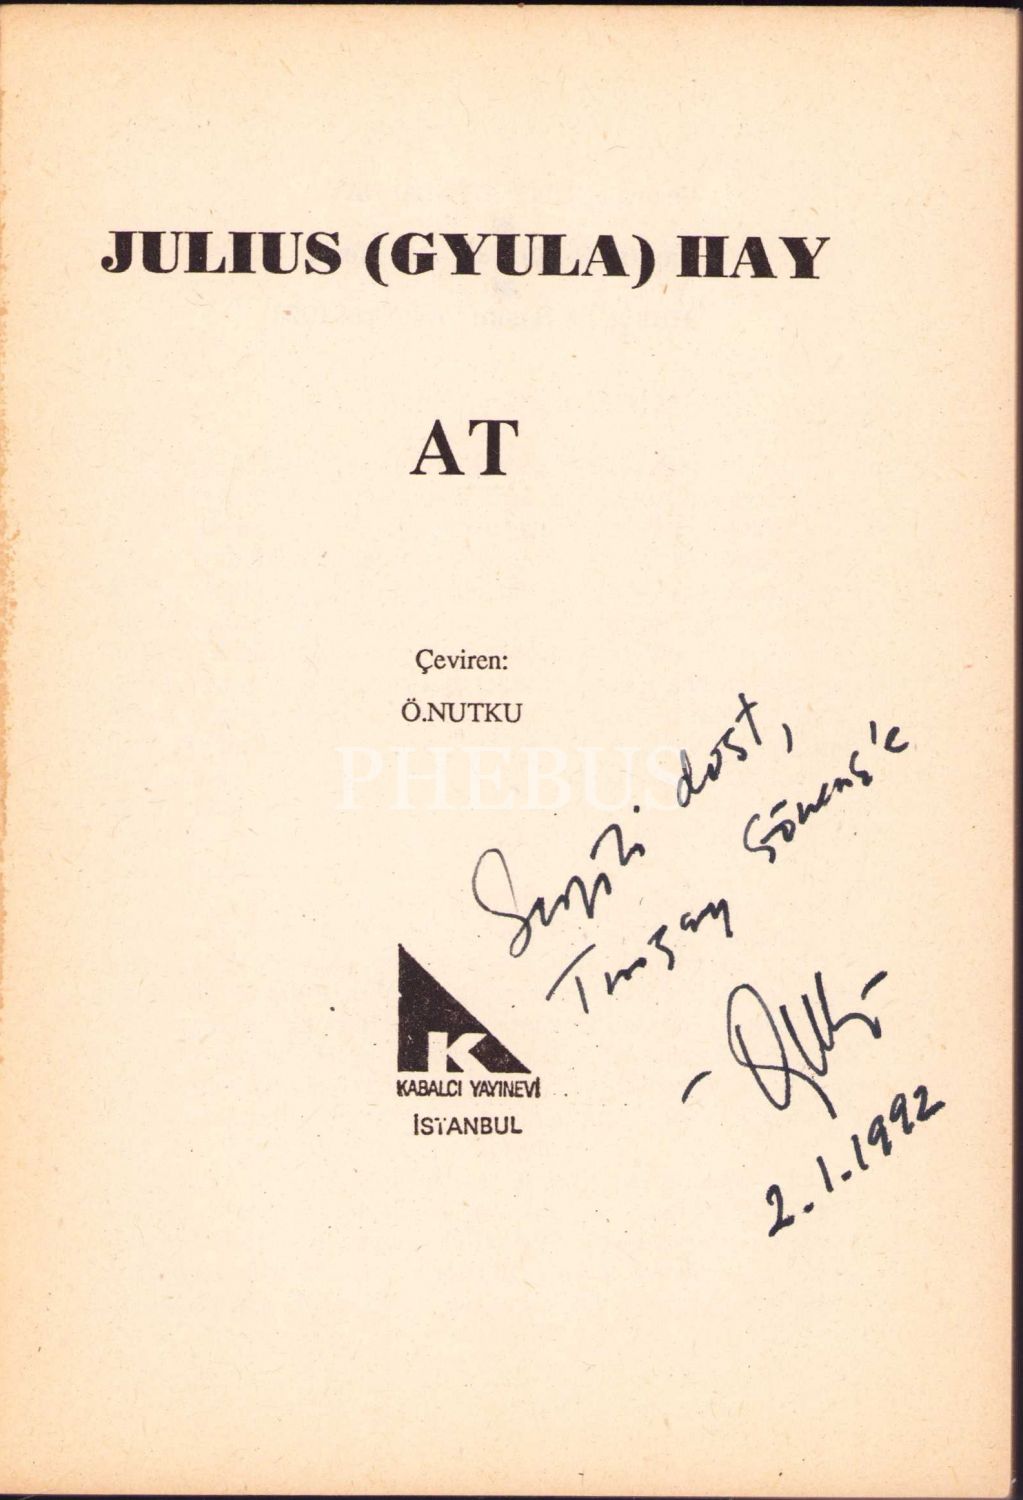 JULIUS (GYULA) HAY
AT
Çeviren:
Ö.NUTKU
PHEBUS
Sevgili dost,
Turgay Gönenç'e
2.1.1992
K
KABALCI YAYINEVİ
İSTANBUL